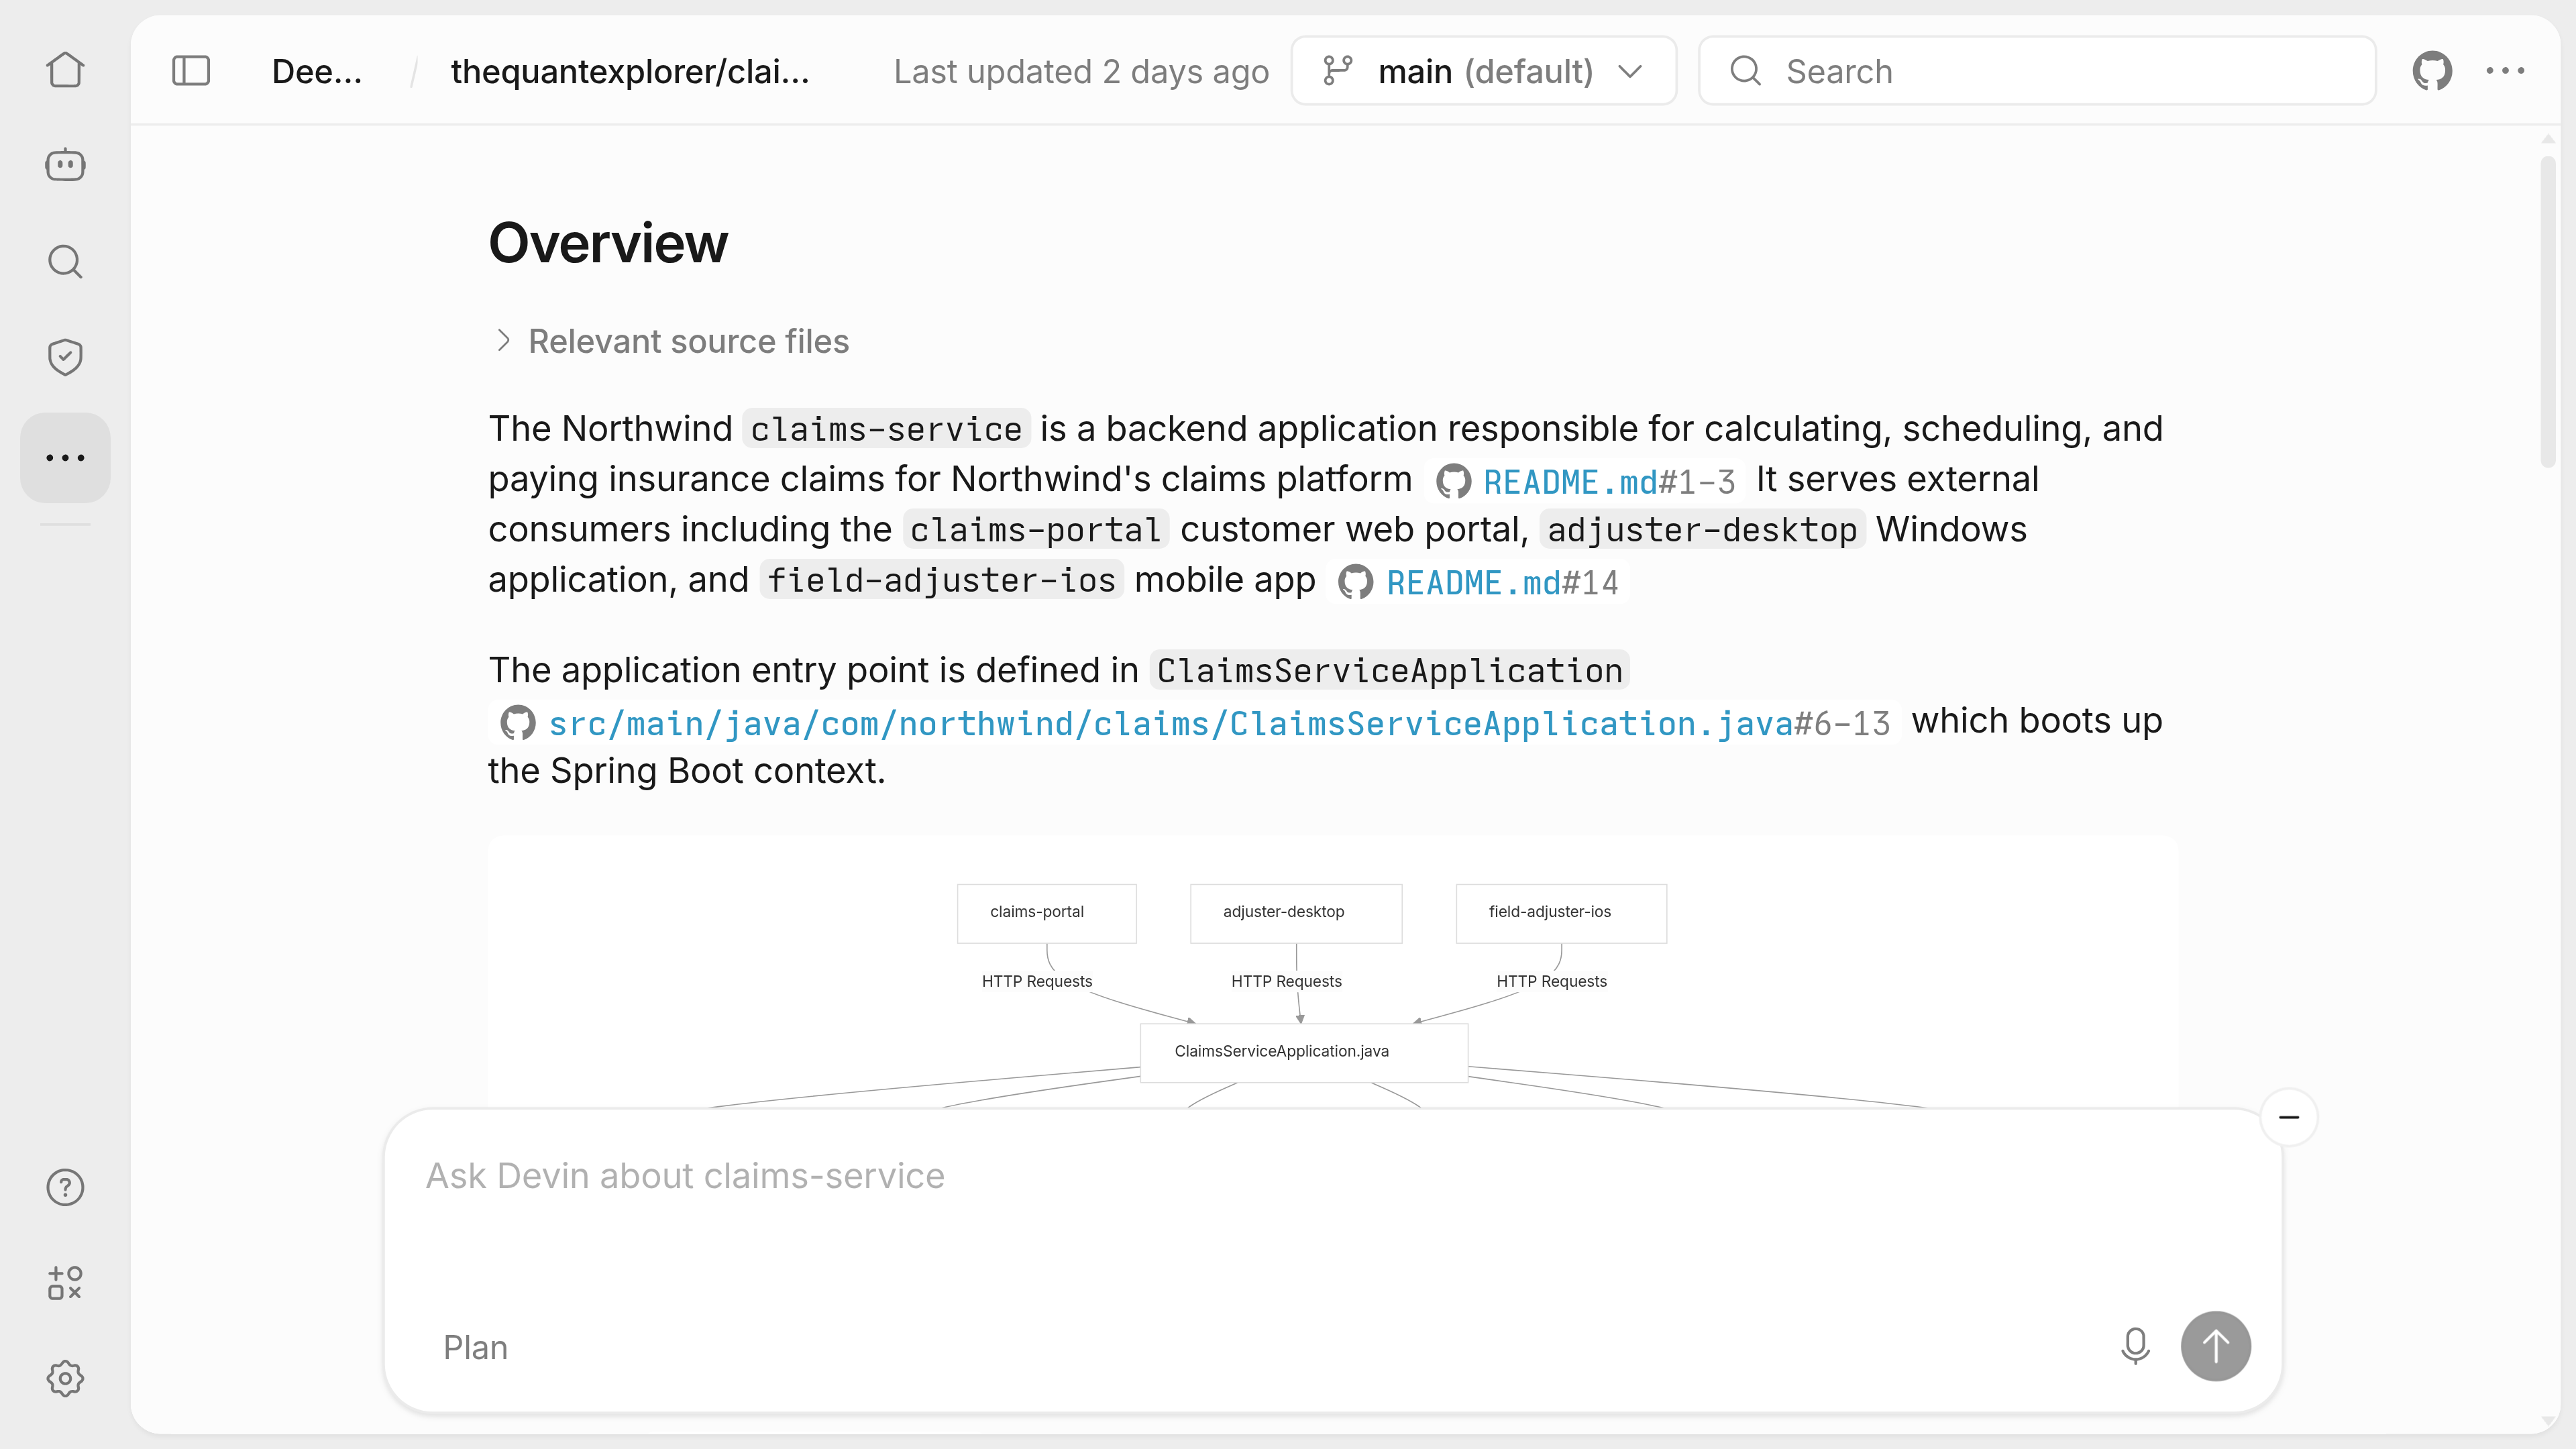 Dee... / thequantexplorer/clai... Last updated 2 days ago main (default) Search
Overview
Relevant source files
The Northwind claims-service is a backend application responsible for calculating, scheduling, and
paying insurance claims for Northwind's claims platform README.md#1-3 It serves external
consumers including the claims-portal customer web portal, adjuster-desktop Windows
application, and field-adjuster-ios mobile app README.md#14
The application entry point is defined in ClaimsServiceApplication
src/main/java/com/northwind/claims/ClaimsServiceApplication.java#6-13 which boots up
the Spring Boot context.
claims-portal adjuster-desktop field-adjuster-ios
HTTP Requests HTTP Requests HTTP Requests
ClaimsServiceApplication.java
Ask Devin about claims-service
Plan